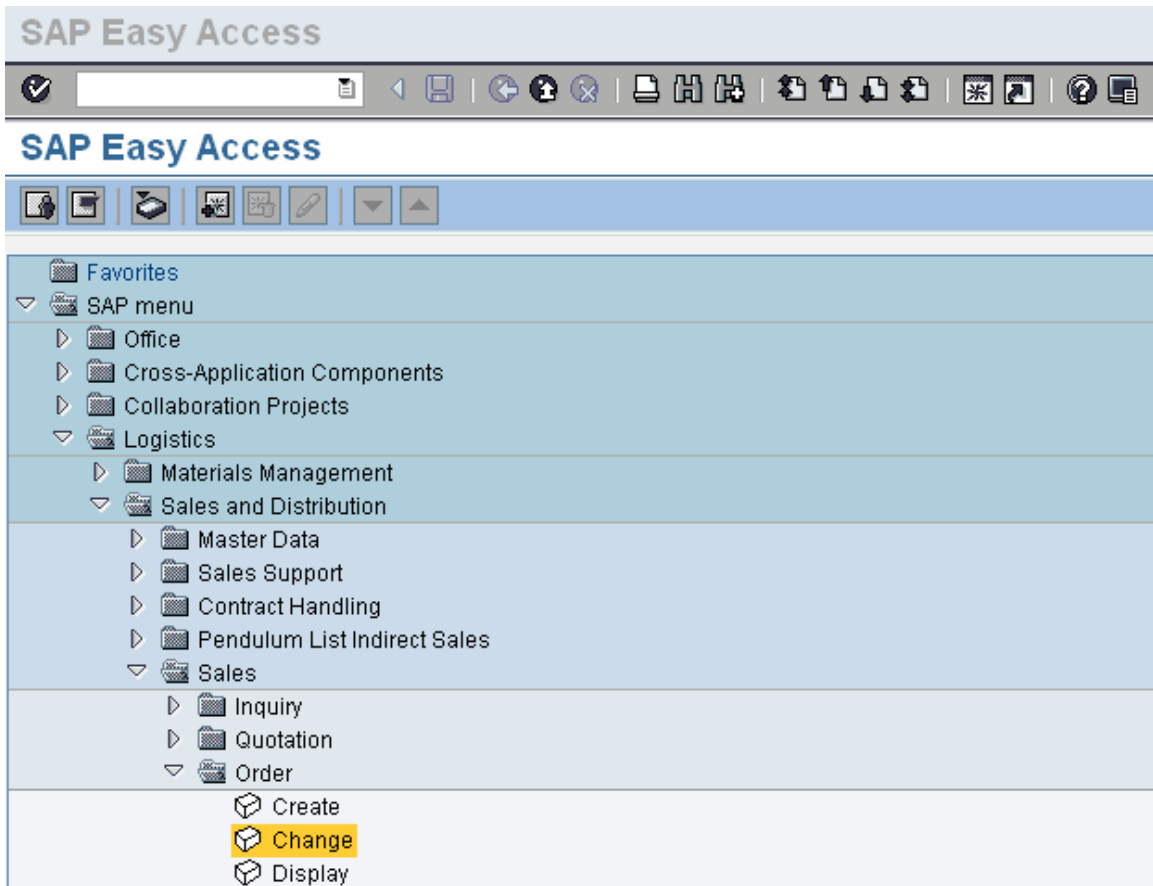 SAP Easy Access
SAP Easy Access
Favorites
SAP menu
Office
Cross-Application Components
Collaboration Projects
Logistics
Materials Management
Sales and Distribution
Master Data
Sales Support
Contract Handling
Pendulum List Indirect Sales
Sales
Inquiry
Quotation
Order
Create
Change
Display